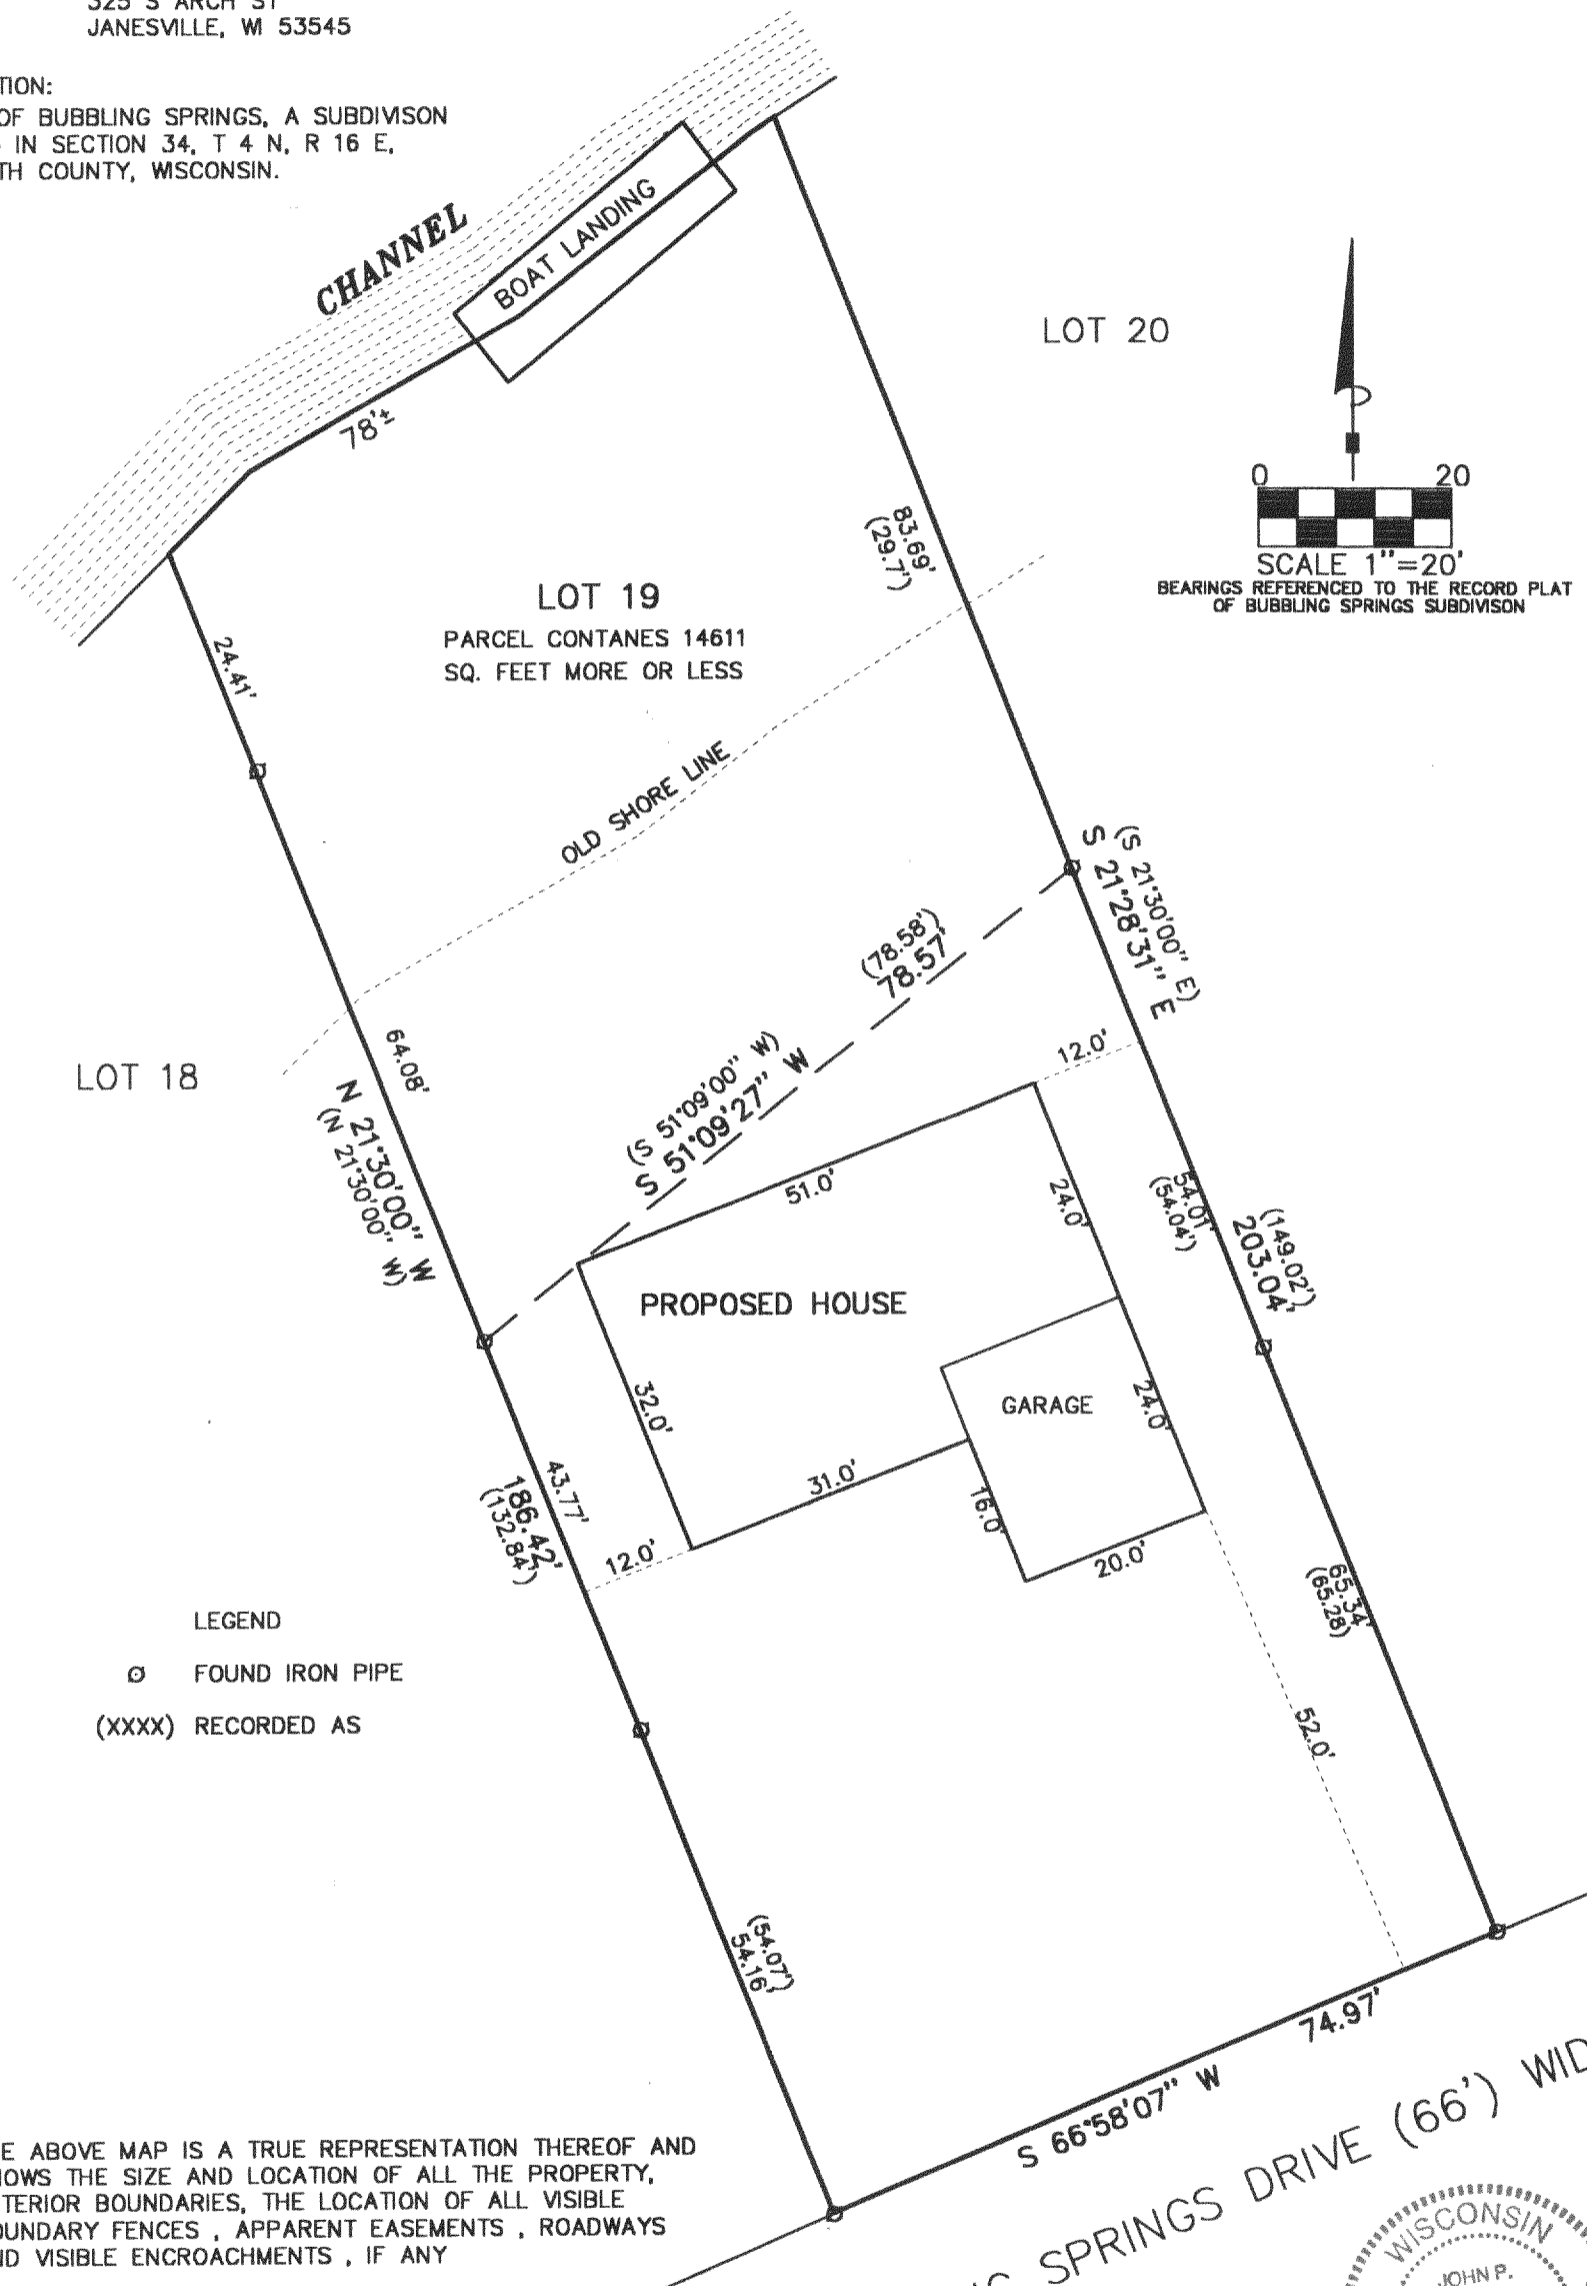 JANESVILLE, WI 53545
TION:
OF BUBBLING SPRINGS, A SUBDIVISON
IN SECTION 34, T 4 N, R 16 E,
TH COUNTY, WISCONSIN.
CHANNEL
BOAT LANDING
78'±
LOT 20
0 20
SCALE 1"=20'
BEARINGS REFERENCED TO THE RECORD PLAT
OF BUBBLING SPRINGS SUBDIVISON
83.69'
(29.7')
LOT 19
PARCEL CONTANES 14611
SQ. FEET MORE OR LESS
24.41'
OLD SHORE LINE
(S 21°30'00" E)
S 21°28'31" E
(78.58')
78.57'
(S 51°09'00" W)
S 51°09'27" W
LOT 18
64.08'
N 21°30'00" W
(N 21°30'00" W)
12.0'
51.0'
24.0'
54.01'
(54.04')
(149.02')
203.04'
PROPOSED HOUSE
GARAGE
24.0'
32.0'
31.0'
16.0'
20.0'
43.77'
186.42'
(132.84')
12.0'
65.34'
(65.28)
52.0'
LEGEND
FOUND IRON PIPE
(XXXX) RECORDED AS
(54.07')
54.16'
74.97'
S 66°58'07" W
SPRINGS DRIVE (66') WID
E ABOVE MAP IS A TRUE REPRESENTATION THEREOF AND
OWS THE SIZE AND LOCATION OF ALL THE PROPERTY,
TERIOR BOUNDARIES, THE LOCATION OF ALL VISIBLE
OUNDARY FENCES , APPARENT EASEMENTS , ROADWAYS
ND VISIBLE ENCROACHMENTS , IF ANY
WISCONSIN
JOHN P.